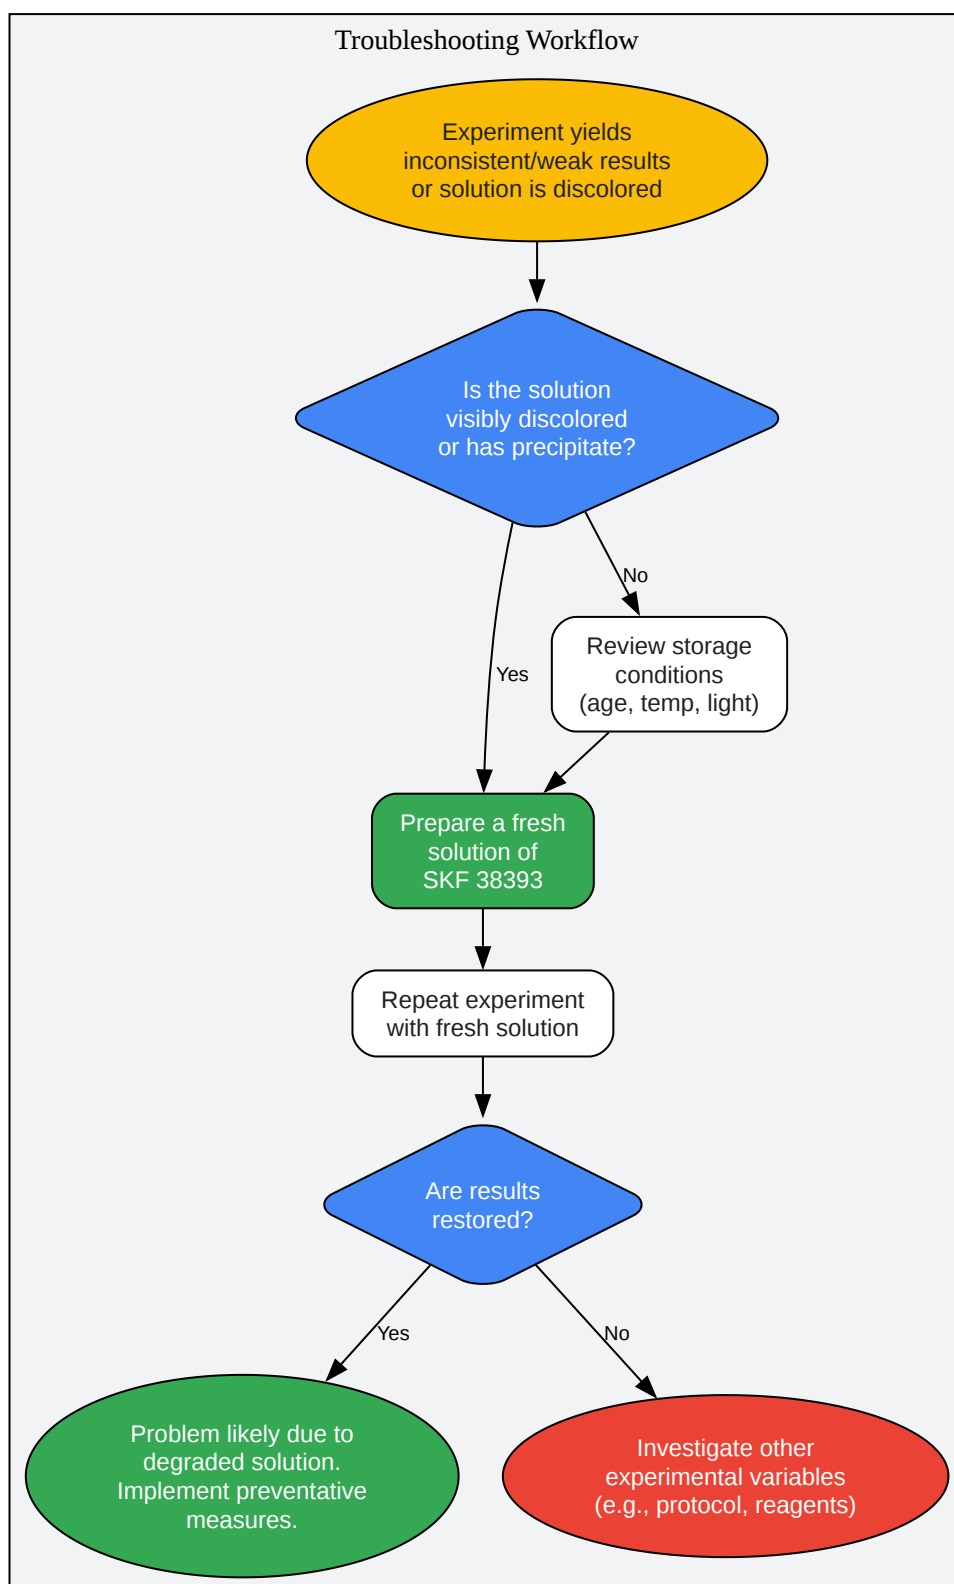 Troubleshooting Workflow
Experiment yields
inconsistent/weak results
or solution is discolored
Is the solution
visibly discolored
or has precipitate?
No
Review storage
conditions
(age, temp, light)
Yes
Prepare a fresh
solution of
SKF 38393
Repeat experiment
with fresh solution
Are results
restored?
Yes
No
Problem likely due to
degraded solution.
Implement preventative
measures.
Investigate other
experimental variables
(e.g., protocol, reagents)